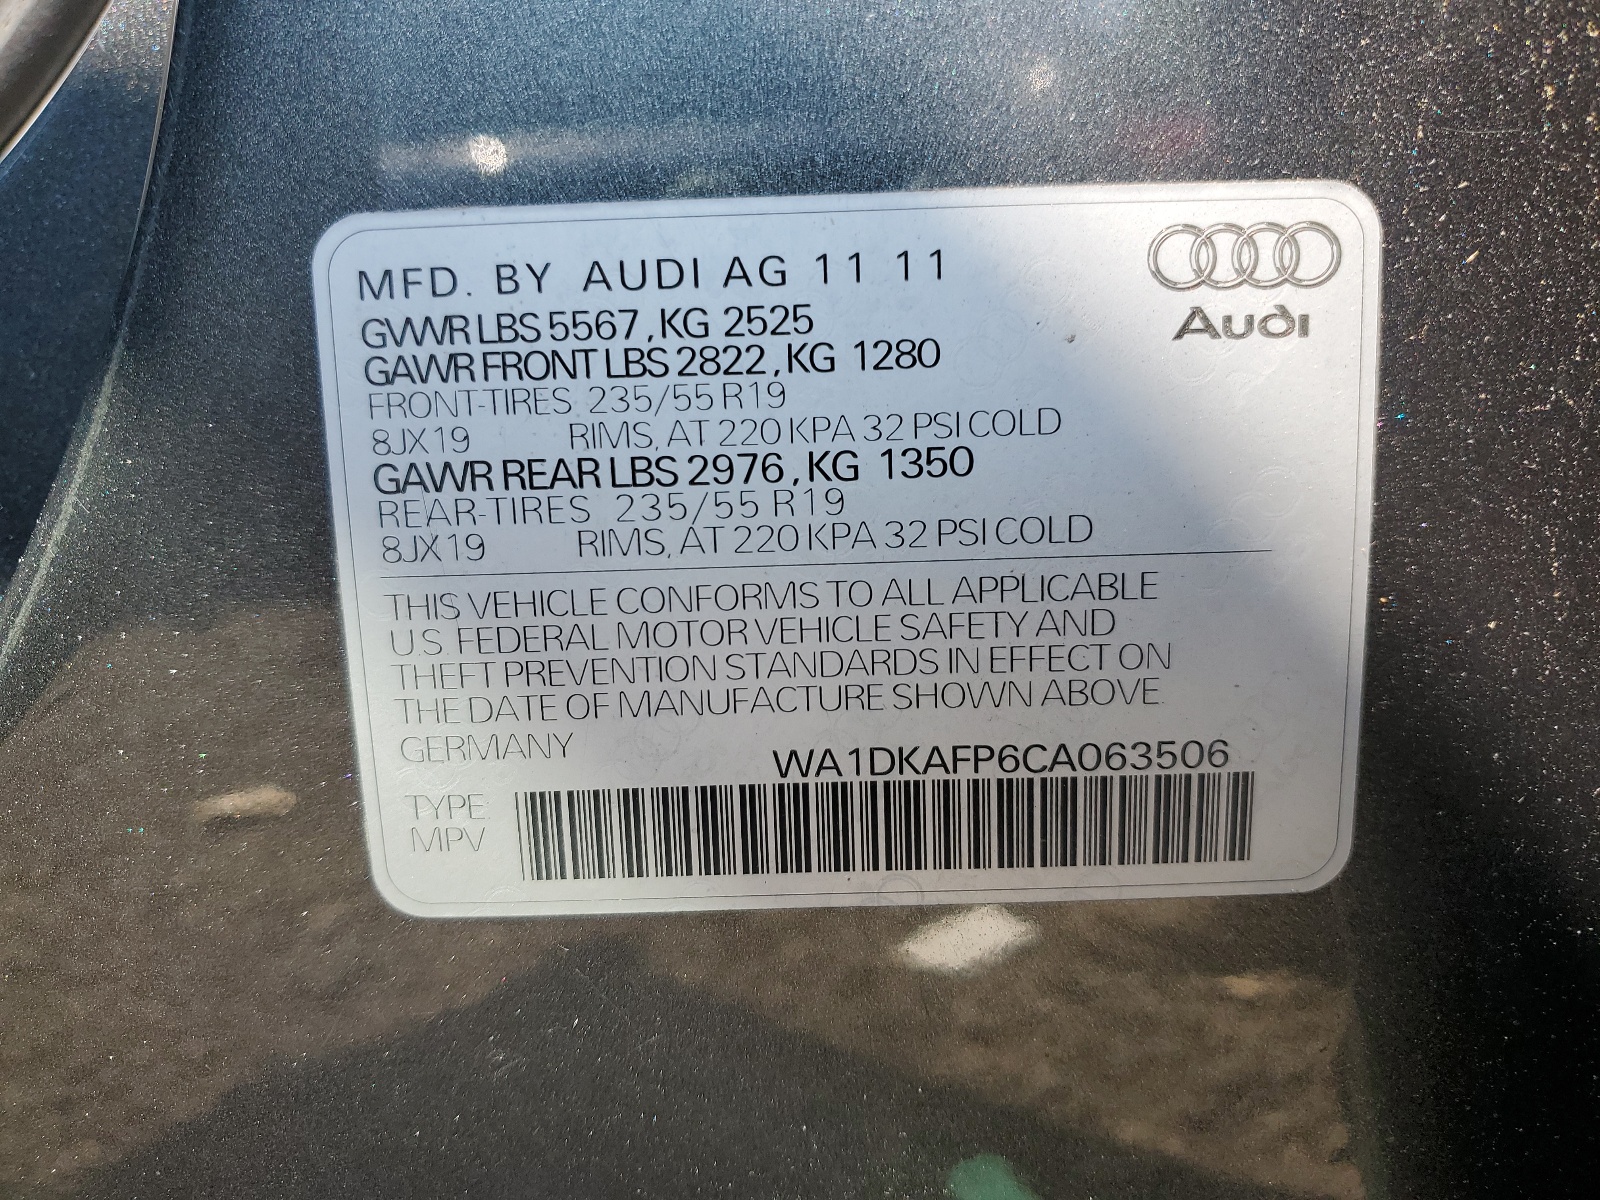 MFD. BY AUDI AG 11 11
Audi
GVWR LBS 5567, KG 2525
GAWR FRONT LBS 2822, KG 1280
FRONT-TIRES 235/55 R19
8JX19 RIMS, AT 220 KPA 32 PSI COLD
GAWR REAR LBS 2976, KG 1350
REAR-TIRES 235/55 R19
8JX19 RIMS, AT 220 KPA 32 PSI COLD
THIS VEHICLE CONFORMS TO ALL APPLICABLE
U.S. FEDERAL MOTOR VEHICLE SAFETY AND
THEFT PREVENTION STANDARDS IN EFFECT ON
THE DATE OF MANUFACTURE SHOWN ABOVE.
GERMANY WA1DKAFP6CA063506
TYPE
MPV